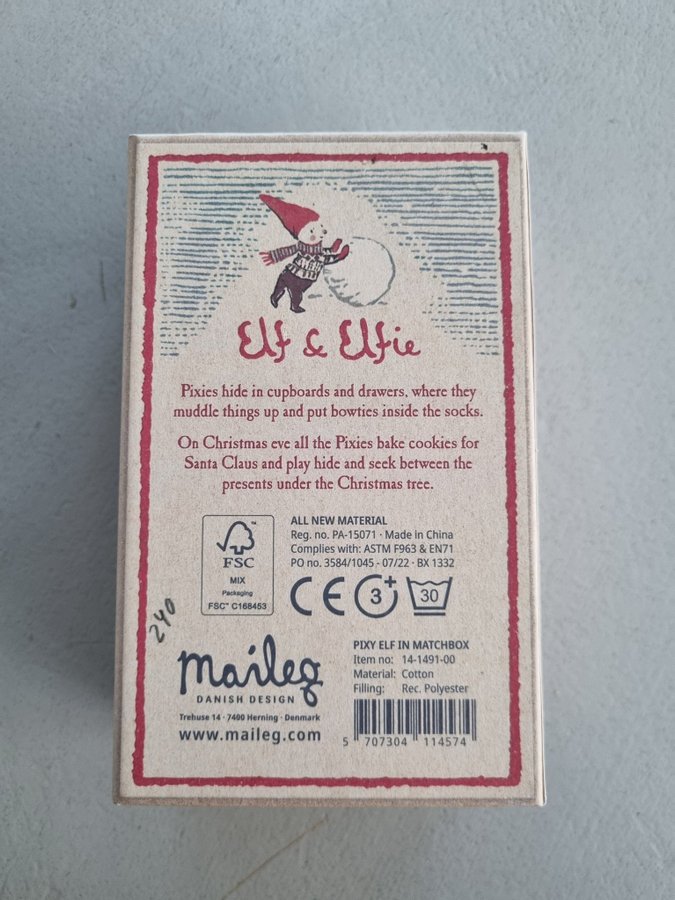 Elf & Elfie
Pixies hide in cupboards and drawers, where they
muddle things up and put bowties inside the socks.
On Christmas eve all the Pixies bake cookies for
Santa Claus and play hide and seek between the
presents under the Christmas tree.
FSC
MIX
Packaging
FSC™ C168453
ALL NEW MATERIAL
Reg. no. PA-15071 · Made in China
Complies with: ASTM F963 & EN71
PO no. 3584/1045 - 07/22 · BX 1332
CE 3+ 30
240
maileg
DANISH DESIGN
Trehuse 14 · 7400 Herning · Denmark
www.maileg.com
PIXY ELF IN MATCHBOX
Item no: 14-1491-00
Material: Cotton
Filling: Rec. Polyester
5 707304 114574